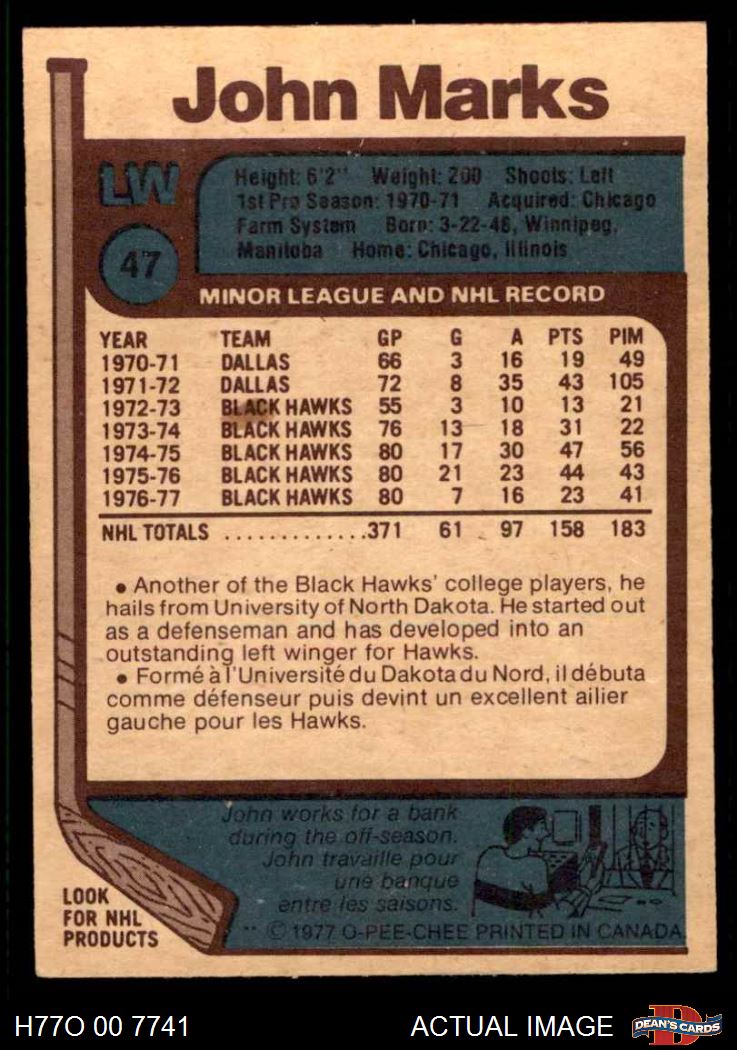 John Marks
LW
47
Height: 6'2" Weight: 200 Shoots: Left
1st Pro Season: 1970-71 Acquired: Chicago
Farm System Born: 3-22-48, Winnipeg,
Manitoba Home: Chicago, Illinois
MINOR LEAGUE AND NHL RECORD
YEAR TEAM GP G A PTS PIM
1970-71 DALLAS 66 3 16 19 49
1971-72 DALLAS 72 8 35 43 105
1972-73 BLACK HAWKS 55 3 10 13 21
1973-74 BLACK HAWKS 76 13 18 31 22
1974-75 BLACK HAWKS 80 17 30 47 56
1975-76 BLACK HAWKS 80 21 23 44 43
1976-77 BLACK HAWKS 80 7 16 23 41
NHL TOTALS .............371 61 97 158 183
• Another of the Black Hawks' college players, he
hails from University of North Dakota. He started out
as a defenseman and has developed into an
outstanding left winger for Hawks.
• Formé à l'Université du Dakota du Nord, il débuta
comme défenseur puis devint un excellent ailier
gauche pour les Hawks.
John works for a bank
during the off-season.
John travaille pour
une banque
entre les saisons.
LOOK
FOR NHL
PRODUCTS
** © 1977 O-PEE-CHEE PRINTED IN CANADA
H77O 00 7741 ACTUAL IMAGE DEAN'S CARDS